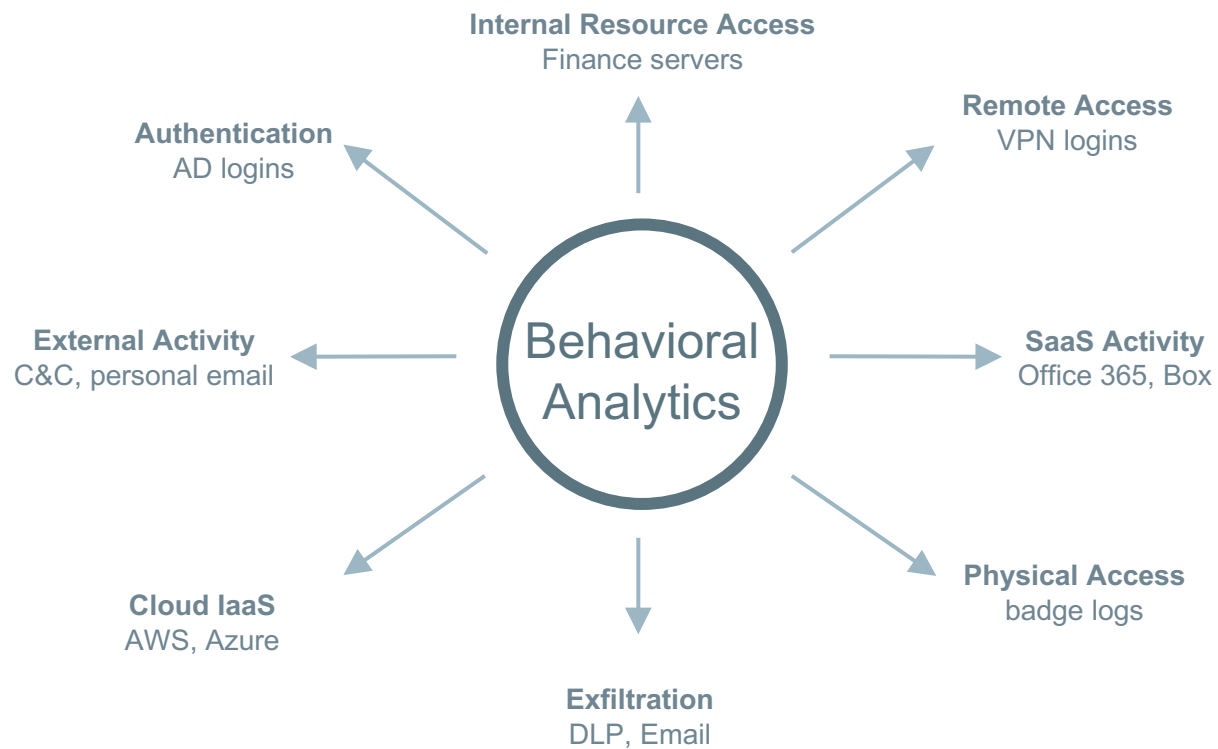 Internal Resource Access
Finance servers
Authentication
AD logins
Remote Access
VPN logins
External Activity
C&C, personal email
Behavioral
Analytics
SaaS Activity
Office 365, Box
Cloud IaaS
AWS, Azure
Physical Access
badge logs
Exfiltration
DLP, Email